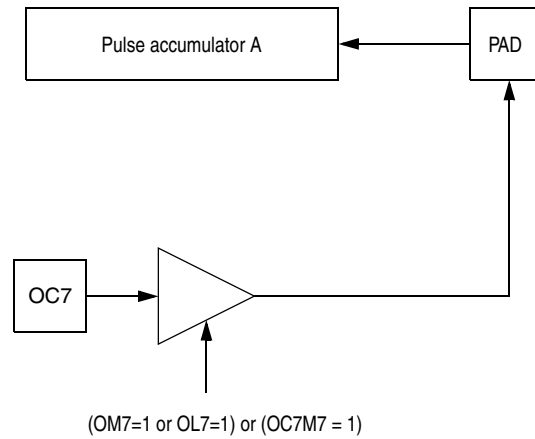 Pulse accumulator A
PAD
OC7
(OM7=1 or OL7=1) or (OC7M7 = 1)